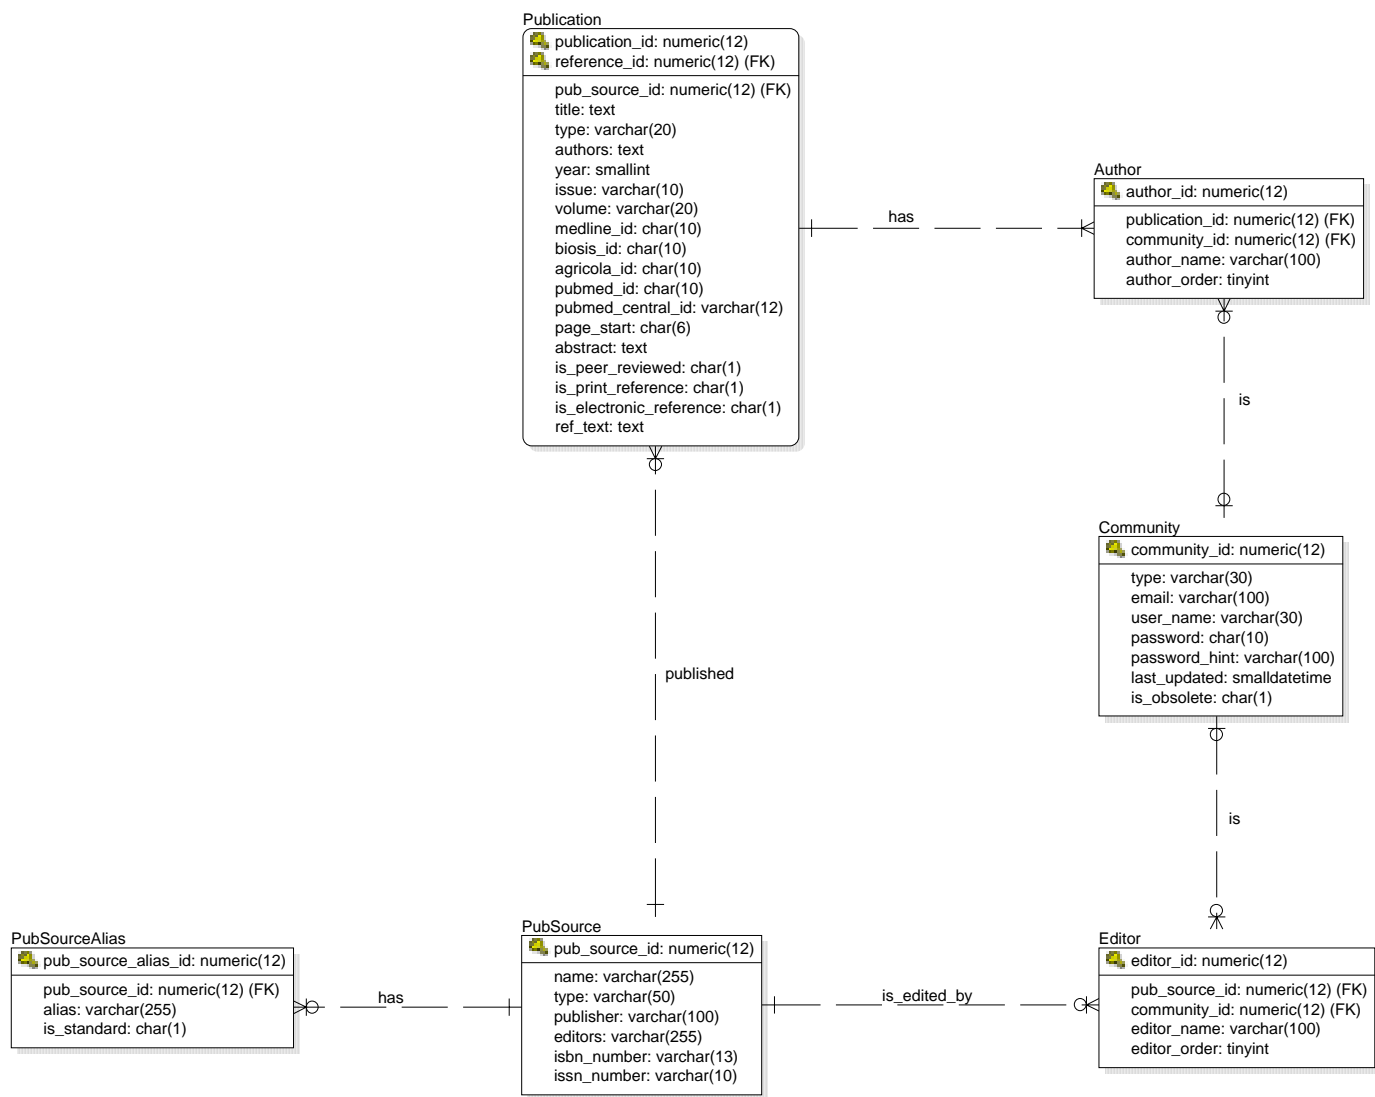 Publication
publication_id: numeric(12)
reference_id: numeric(12) (FK)
pub_source_id: numeric(12) (FK)
title: text
type: varchar(20)
authors: text
year: smallint
issue: varchar(10)
volume: varchar(20)
medline_id: char(10)
biosis_id: char(10)
agricola_id: char(10)
pubmed_id: char(10)
pubmed_central_id: varchar(12)
page_start: char(6)
abstract: text
is_peer_reviewed: char(1)
is_print_reference: char(1)
is_electronic_reference: char(1)
ref_text: text
has
Author
author_id: numeric(12)
publication_id: numeric(12) (FK)
community_id: numeric(12) (FK)
author_name: varchar(100)
author_order: tinyint
is
Community
community_id: numeric(12)
type: varchar(30)
email: varchar(100)
user_name: varchar(30)
password: char(10)
password_hint: varchar(100)
last_updated: smalldatetime
is_obsolete: char(1)
published
is
PubSourceAlias
pub_source_alias_id: numeric(12)
pub_source_id: numeric(12) (FK)
alias: varchar(255)
is_standard: char(1)
has
PubSource
pub_source_id: numeric(12)
name: varchar(255)
type: varchar(50)
publisher: varchar(100)
editors: varchar(255)
isbn_number: varchar(13)
issn_number: varchar(10)
is_edited_by
Editor
editor_id: numeric(12)
pub_source_id: numeric(12) (FK)
community_id: numeric(12) (FK)
editor_name: varchar(100)
editor_order: tinyint